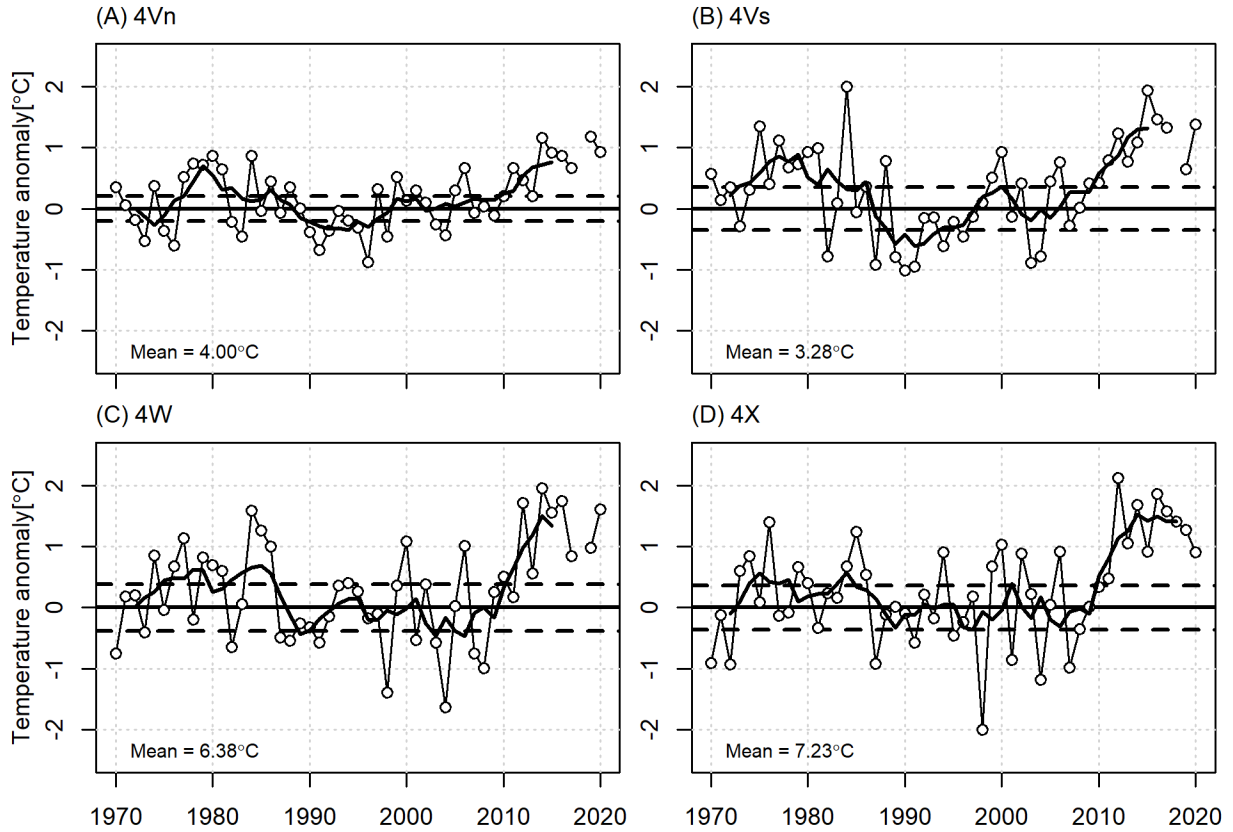 (A) 4Vn
(B) 4Vs
Temperature anomaly[°C]
2
1
0
-1
-2
Mean = 4.00°C
1970 1980 1990 2000 2010 2020
2
1
0
-1
-2
Mean = 3.28°C
1970 1980 1990 2000 2010 2020
(C) 4W
(D) 4X
Temperature anomaly[°C]
2
1
0
-1
-2
Mean = 6.38°C
1970 1980 1990 2000 2010 2020
2
1
0
-1
-2
Mean = 7.23°C
1970 1980 1990 2000 2010 2020